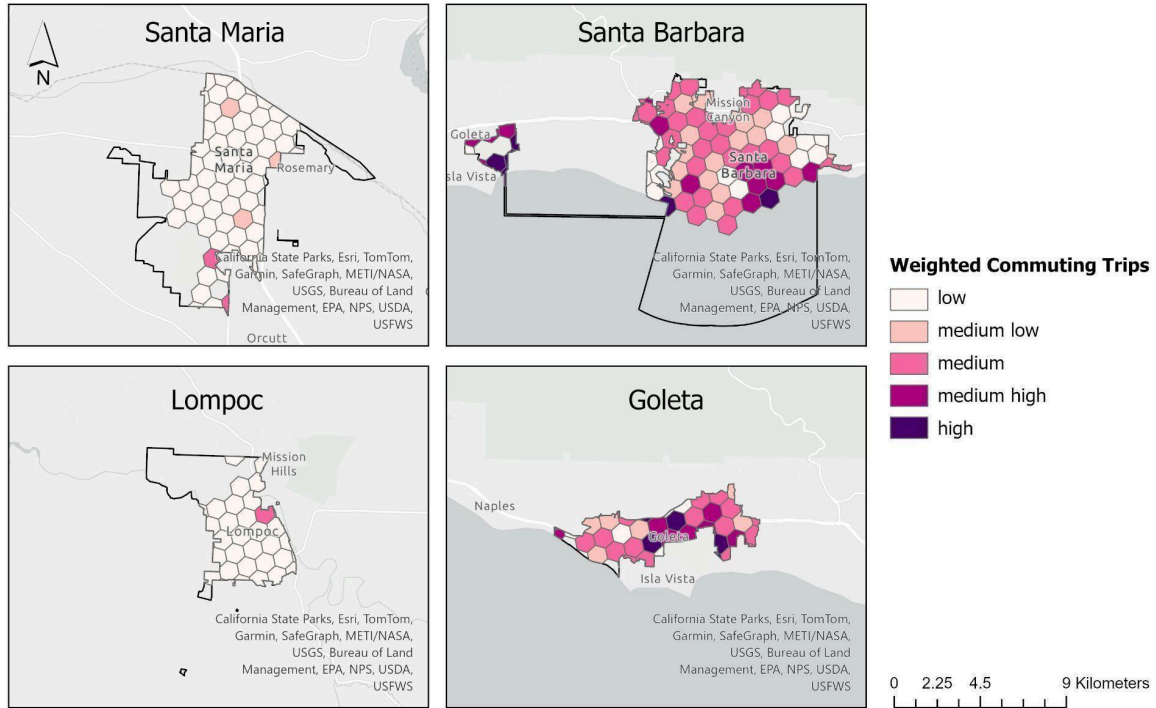 Santa Maria
N
Santa
Maria
Rosemary
California State Parks, Esri, TomTom,
Garmin, SafeGraph, METI/NASA,
USGS, Bureau of Land
Management, EPA, NPS, USDA,
USFWS
Orcutt
Santa Barbara
Mission
Canyon
Goleta
Santa
Barbara
sla Vista
California State Parks, Esri, TomTom,
Garmin, SafeGraph, METI/NASA,
USGS, Bureau of Land
Management, EPA, NPS, USDA,
USFWS
Lompoc
Mission
Hills
Lompoc
California State Parks, Esri, TomTom,
Garmin, SafeGraph, METI/NASA,
USGS, Bureau of Land
Management, EPA, NPS, USDA,
USFWS
Goleta
Naples
Goleta
Isla Vista
California State Parks, Esri, TomTom,
Garmin, SafeGraph, METI/NASA,
USGS, Bureau of Land
Management, EPA, NPS, USDA,
USFWS
Weighted Commuting Trips
low
medium low
medium
medium high
high
0 2.25 4.5 9 Kilometers